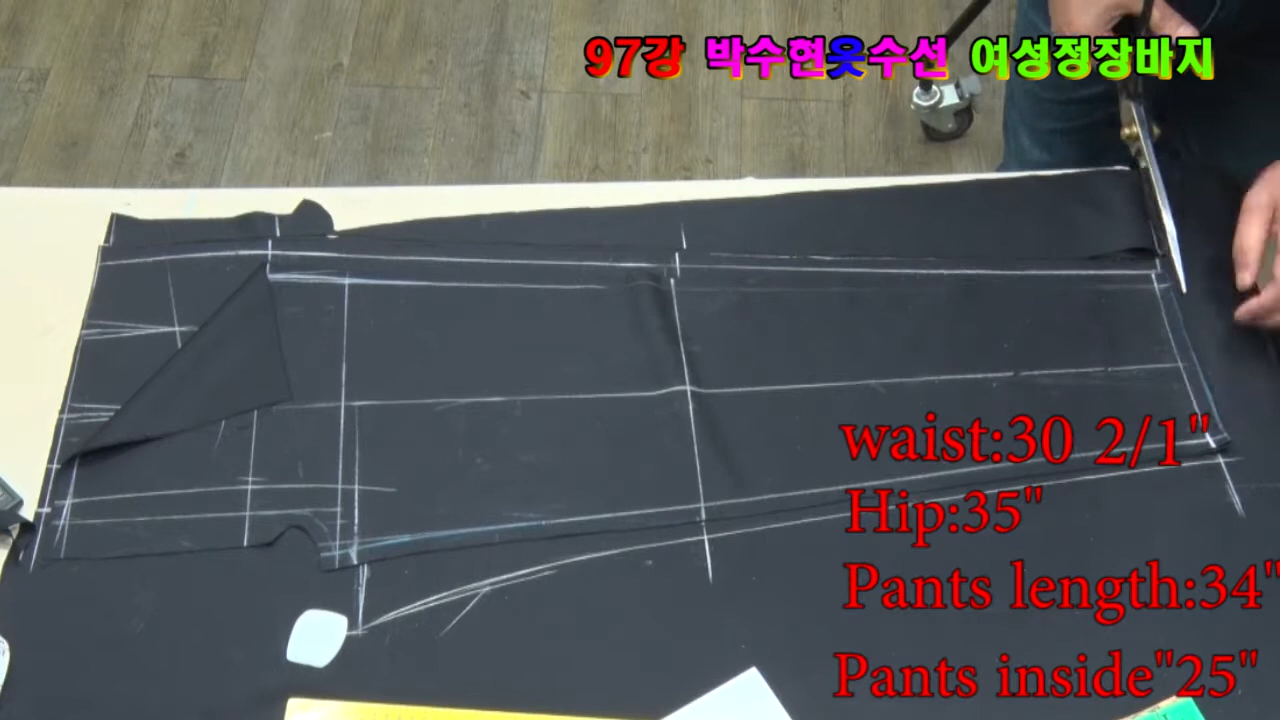 97강 박수현옷수선 여성정장바지
waist:30 2/1"
Hip:35"
Pants length:34"
Pants inside"25"